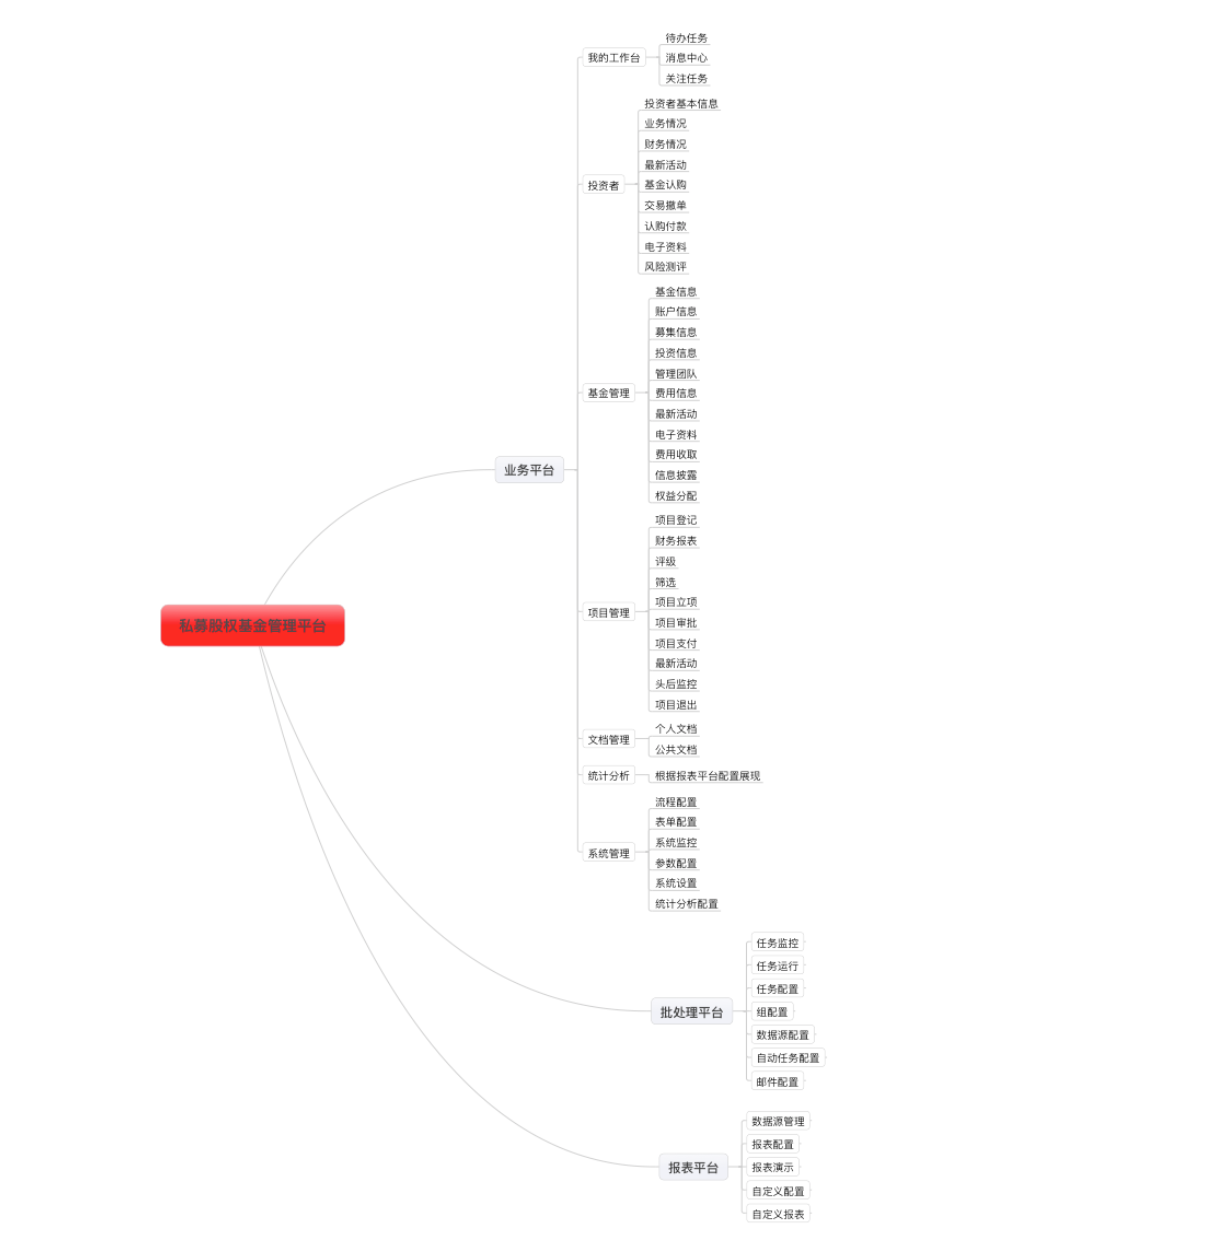 私募股权基金管理平台
业务平台
我的工作台
待办任务
消息中心
关注任务
投资者
投资者基本信息
业务情况
财务情况
最新活动
基金认购
交易撤单
认购付款
电子资料
风险测评
基金管理
基金信息
账户信息
募集信息
投资信息
管理团队
费用信息
最新活动
电子资料
费用收取
信息披露
权益分配
项目管理
项目登记
财务报表
评级
筛选
项目立项
项目审批
项目支付
最新活动
头后监控
项目退出
文档管理
个人文档
公共文档
统计分析
根据报表平台配置展现
系统管理
流程配置
表单配置
系统监控
参数配置
系统设置
统计分析配置
批处理平台
任务监控
任务运行
任务配置
组配置
数据源配置
自动任务配置
邮件配置
报表平台
数据源管理
报表配置
报表演示
自定义配置
自定义报表